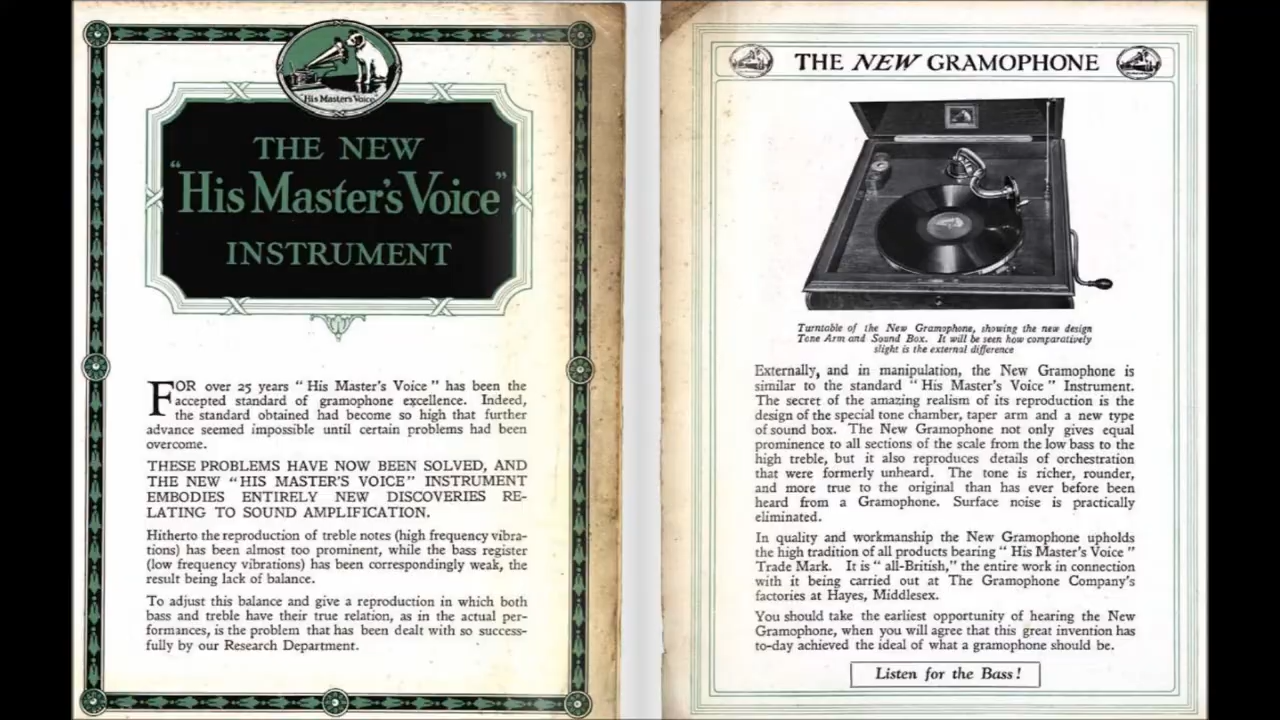 His Master's Voice
THE NEW
"His Master's Voice"
INSTRUMENT
FOR over 25 years " His Master's Voice " has been the
accepted standard of gramophone excellence. Indeed,
the standard obtained had become so high that further
advance seemed impossible until certain problems had been
overcome.
THESE PROBLEMS HAVE NOW BEEN SOLVED, AND
THE NEW "HIS MASTER'S VOICE" INSTRUMENT
EMBODIES ENTIRELY NEW DISCOVERIES RE-
LATING TO SOUND AMPLIFICATION.
Hitherto the reproduction of treble notes (high frequency vibra-
tions) has been almost too prominent, while the bass register
(low frequency vibrations) has been correspondingly weak, the
result being lack of balance.
To adjust this balance and give a reproduction in which both
bass and treble have their true relation, as in the actual per-
formances, is the problem that has been dealt with so success-
fully by our Research Department.
THE NEW GRAMOPHONE
Turntable of the New Gramophone, showing the new design
Tone Arm and Sound Box. It will be seen how comparatively
slight is the external difference
Externally, and in manipulation, the New Gramophone is
similar to the standard " His Master's Voice " Instrument.
The secret of the amazing realism of its reproduction is the
design of the special tone chamber, taper arm and a new type
of sound box. The New Gramophone not only gives equal
prominence to all sections of the scale from the low bass to the
high treble, but it also reproduces details of orchestration
that were formerly unheard. The tone is richer, rounder,
and more true to the original than has ever before been
heard from a Gramophone. Surface noise is practically
eliminated.
In quality and workmanship the New Gramophone upholds
the high tradition of all products bearing " His Master's Voice "
Trade Mark. It is " all-British," the entire work in connection
with it being carried out at The Gramophone Company's
factories at Hayes, Middlesex.
You should take the earliest opportunity of hearing the New
Gramophone, when you will agree that this great invention has
to-day achieved the ideal of what a gramophone should be.
Listen for the Bass !